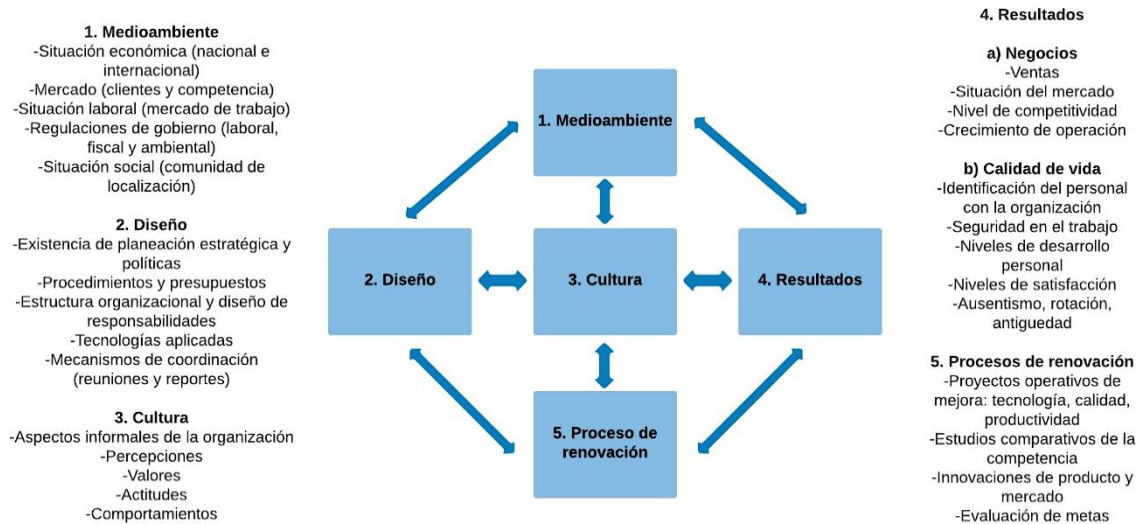 1. Medioambiente
-Situación económica (nacional e
internacional)
-Mercado (clientes y competencia)
-Situación laboral (mercado de trabajo)
-Regulaciones de gobierno (laboral,
fiscal y ambiental)
-Situación social (comunidad de
localización)
2. Diseño
-Existencia de planeación estratégica y
políticas
-Procedimientos y presupuestos
-Estructura organizacional y diseño de
responsabilidades
-Tecnologías aplicadas
-Mecanismos de coordinación
(reuniones y reportes)
3. Cultura
-Aspectos informales de la organización
-Percepciones
-Valores
-Actitudes
-Comportamientos
1. Medioambiente
2. Diseño
3. Cultura
4. Resultados
5. Proceso de
renovación
4. Resultados
a) Negocios
-Ventas
-Situación del mercado
-Nivel de competitividad
-Crecimiento de operación
b) Calidad de vida
-Identificación del personal
con la organización
-Seguridad en el trabajo
-Niveles de desarrollo
personal
-Niveles de satisfacción
-Ausentismo, rotación,
antiguedad
5. Procesos de renovación
-Proyectos operativos de
mejora: tecnología, calidad,
productividad
-Estudios comparativos de la
competencia
-Innovaciones de producto y
mercado
-Evaluación de metas